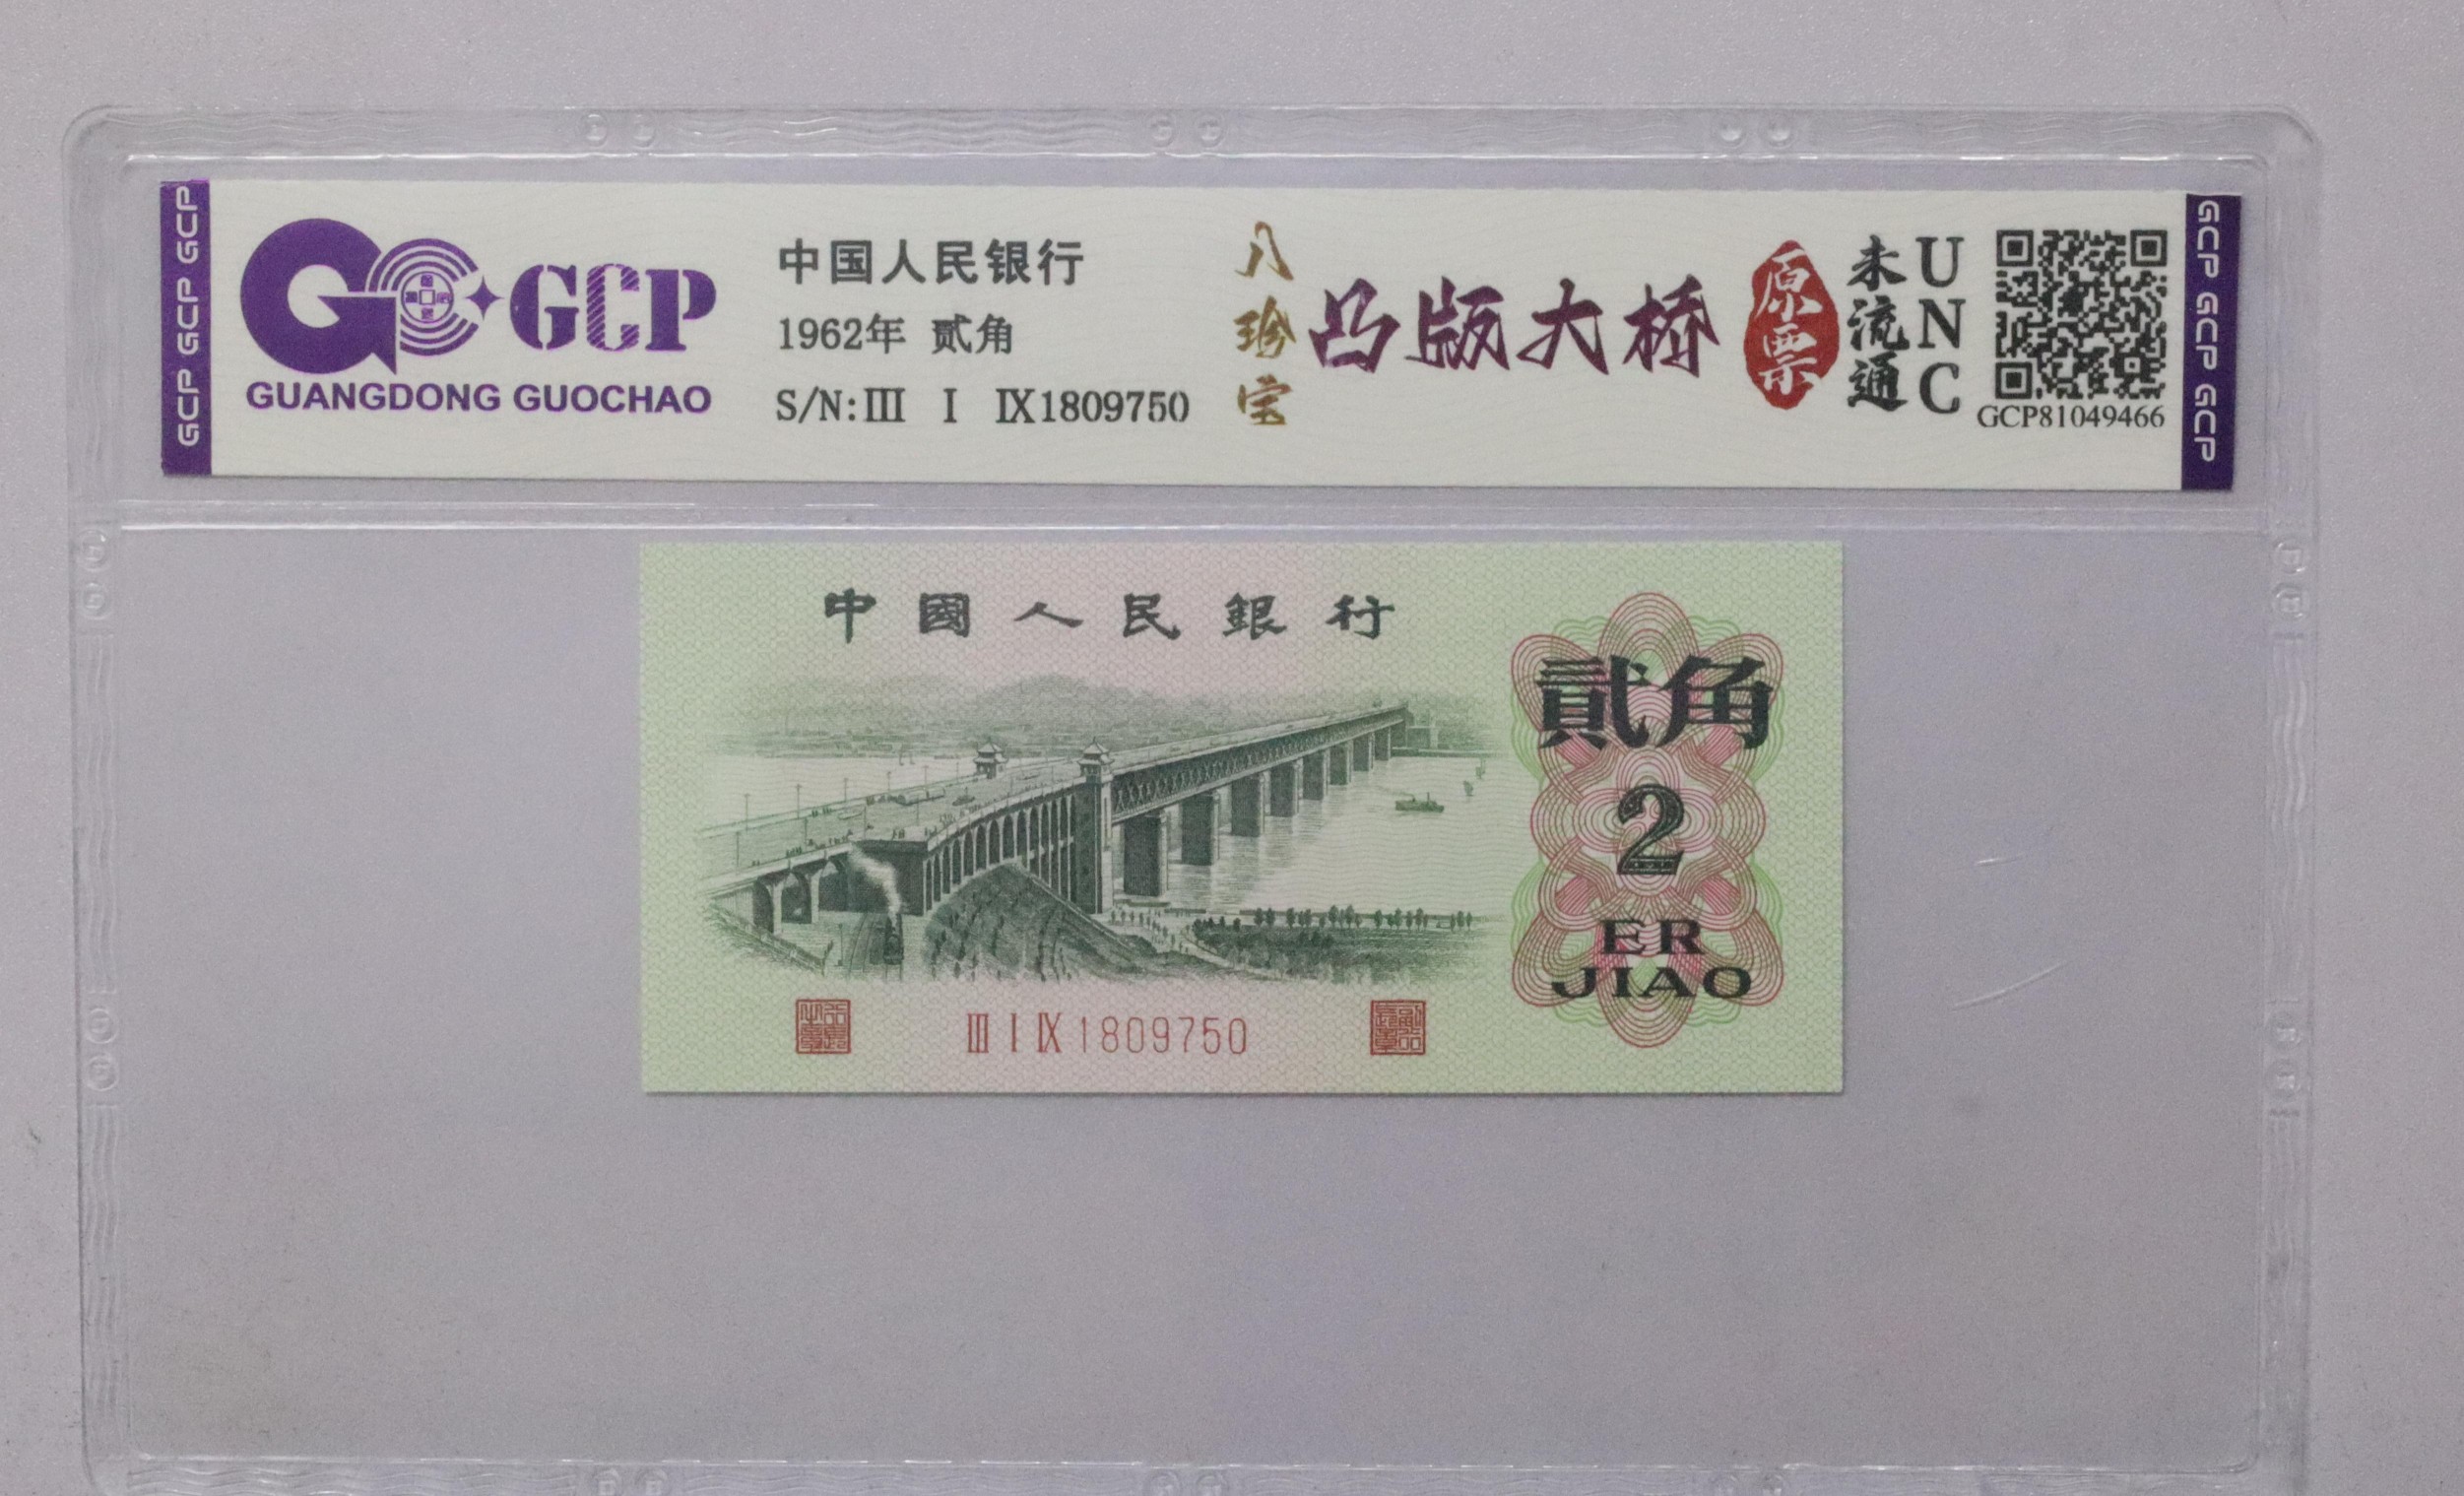 GCP GCP GCP
GCP
GUANGDONG GUOCHAO
中国人民银行
1962年 贰角
S/N:Ⅲ Ⅰ Ⅸ1809750
八珍宝
凸版大桥
原票
未流通
UNC
GCP81049466
GCP GCP GCP
中國人民銀行
貳角
2
ER
JIAO
Ⅲ Ⅰ Ⅸ 1809750